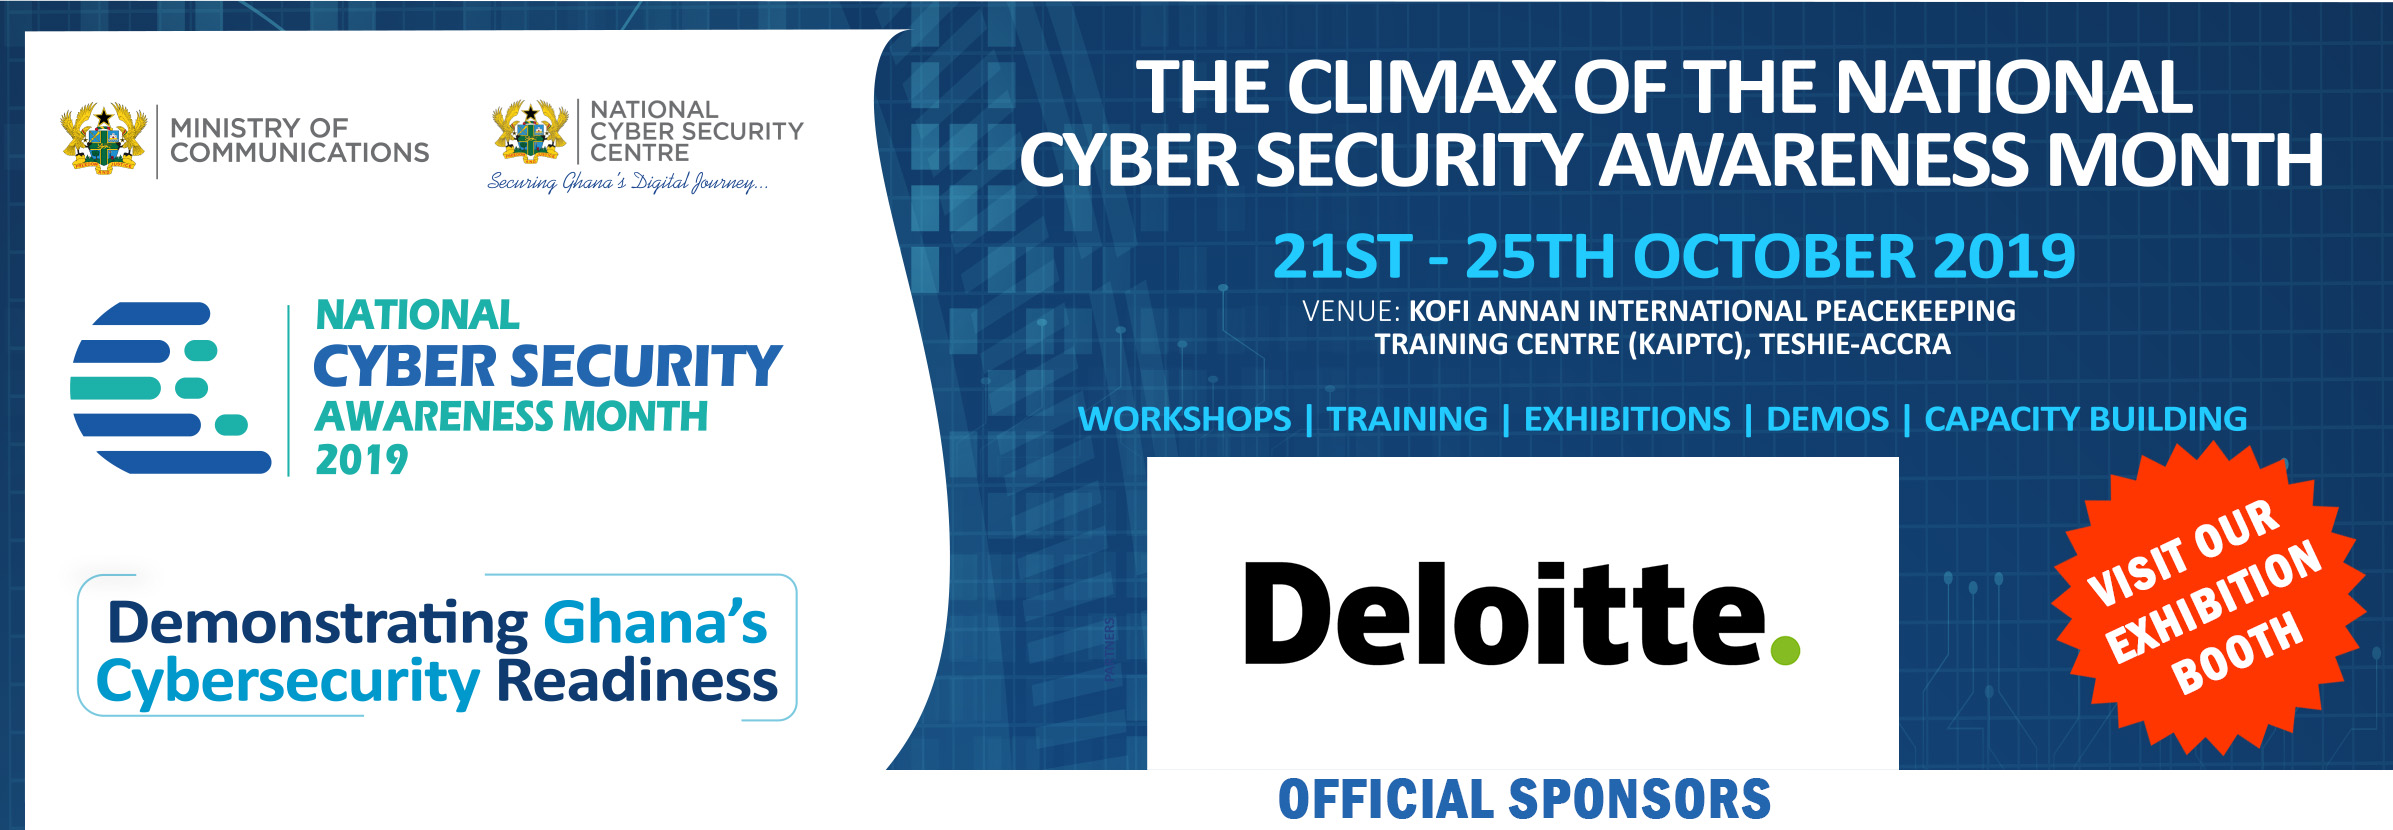 MINISTRY OF
COMMUNICATIONS
NATIONAL
CYBER SECURITY
CENTRE
Securing Ghana's Digital Journey...
NATIONAL
CYBER SECURITY
AWARENESS MONTH
2019
Demonstrating Ghana's
Cybersecurity Readiness
THE CLIMAX OF THE NATIONAL
CYBER SECURITY AWARENESS MONTH
21ST - 25TH OCTOBER 2019
VENUE: KOFI ANNAN INTERNATIONAL PEACEKEEPING
TRAINING CENTRE (KAIPTC), TESHIE-ACCRA
WORKSHOPS | TRAINING | EXHIBITIONS | DEMOS | CAPACITY BUILDING
PARTNERS
Deloitte.
VISIT OUR
EXHIBITION
BOOTH
OFFICIAL SPONSORS